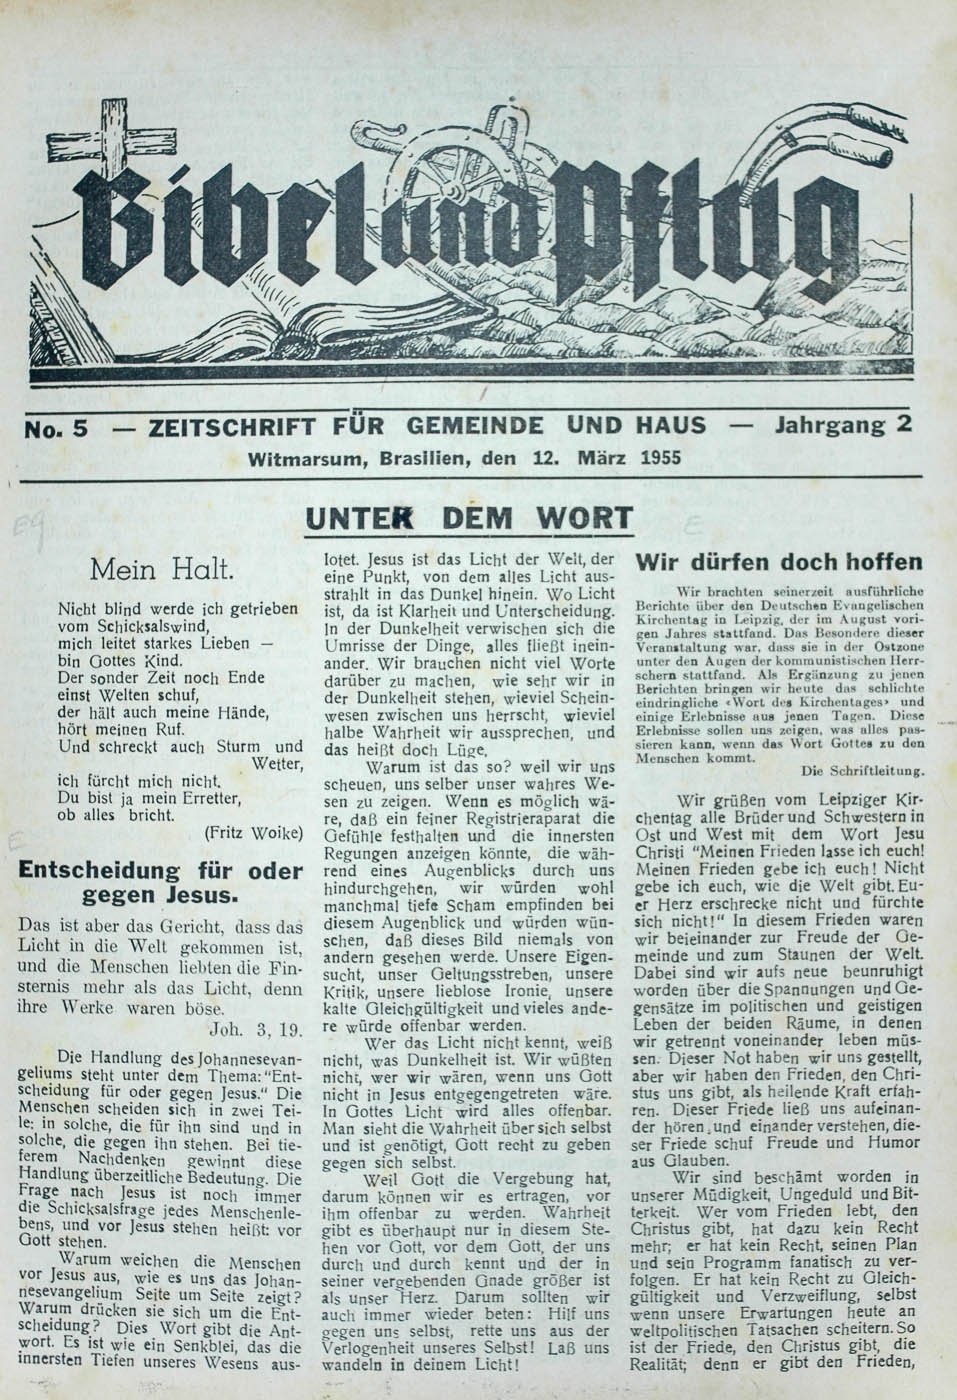 Bibel und Pflug
No. 5 — ZEITSCHRIFT FÜR GEMEINDE UND HAUS — Jahrgang 2
Witmarsum, Brasilien, den 12. März 1955
UNTER DEM WORT
Mein Halt.
Nicht blind werde ich getrieben
vom Schicksalswind,
mich leitet starkes Lieben —
bin Gottes Kind.
Der sonder Zeit noch Ende
einst Welten schuf,
der hält auch meine Hände,
hört meinen Ruf.
Und schreckt auch Sturm und
Wetter,
ich fürcht mich nicht.
Du bist ja mein Erretter,
ob alles bricht.
(Fritz Woike)
Entscheidung für oder
gegen Jesus.
Das ist aber das Gericht, dass das
Licht in die Welt gekommen ist,
und die Menschen liebten die Fin-
sternis mehr als das Licht, denn
ihre Werke waren böse.
Joh. 3, 19.
Die Handlung des Johannesevan-
geliums steht unter dem Thema: "Ent-
scheidung für oder gegen Jesus." Die
Menschen scheiden sich in zwei Tei-
le: in solche, die für ihn sind und in
solche, die gegen ihn stehen. Bei tie-
ferem Nachdenken gewinnt diese
Handlung überzeitliche Bedeutung. Die
Frage nach Jesus ist noch immer
die Schicksalsfrage jedes Menschenle-
bens, und vor Jesus stehen heißt: vor
Gott stehen.
Warum weichen die Menschen
vor Jesus aus, wie es uns das Johan-
nesevangelium Seite um Seite zeigt?
Warum drücken sie sich um die Ent-
scheidung? Dies Wort gibt die Ant-
wort. Es ist wie ein Senkblei, das die
innersten Tiefen unseres Wesens aus-
lotet. Jesus ist das Licht der Welt, der
eine Punkt, von dem alles Licht aus-
strahlt in das Dunkel hinein. Wo Licht
ist, da ist Klarheit und Unterscheidung.
In der Dunkelheit verwischen sich die
Umrisse der Dinge, alles fließt inein-
ander. Wir brauchen nicht viel Worte
darüber zu machen, wie sehr wir in
der Dunkelheit stehen, wieviel Schein-
wesen zwischen uns herrscht, wieviel
halbe Wahrheit wir aussprechen, und
das heißt doch Lüge.
Warum ist das so? weil wir uns
scheuen, uns selber unser wahres We-
sen zu zeigen. Wenn es möglich wä-
re, daß ein feiner Registrieraparat die
Gefühle festhalten und die innersten
Regungen anzeigen könnte, die wäh-
rend eines Augenblicks durch uns
hindurchgehen, wir würden wohl
manchmal tiefe Scham empfinden bei
diesem Augenblick und würden wün-
schen, daß dieses Bild niemals von
andern gesehen werde. Unsere Eigen-
sucht, unser Geltungsstreben, unsere
Kritik, unsere lieblose Ironie, unsere
kalte Gleichgültigkeit und vieles ande-
re würde offenbar werden.
Wer das Licht nicht kennt, weiß
nicht, was Dunkelheit ist. Wir wüßten
nicht, wer wir wären, wenn uns Gott
nicht in Jesus entgegengetreten wäre.
In Gottes Licht wird alles offenbar.
Man sieht die Wahrheit über sich selbst
und ist genötigt, Gott recht zu geben
gegen sich selbst.
Weil Gott die Vergebung hat,
darum können wir es ertragen, vor
ihm offenbar zu werden. Wahrheit
gibt es überhaupt nur in diesem Ste-
hen vor Gott, vor dem Gott, der uns
durch und durch kennt und der in
seiner vergebenden Gnade größer ist
als unser Herz. Darum sollten wir
auch immer wieder beten: Hilf uns
gegen uns selbst, rette uns aus der
Verlogenheit unseres Selbst! Laß uns
wandeln in deinem Licht!
Wir dürfen doch hoffen
Wir brachten seinerzeit ausführliche
Berichte über den Deutschen Evangelischen
Kirchentag in Leipzig, der im August vori-
gen Jahres stattfand. Das Besondere dieser
Veranstaltung war, dass sie in der Ostzone
unter den Augen der kommunistischen Herr-
schern stattfand. Als Ergänzung zu jenen
Berichten bringen wir heute das schlichte
eindringliche «Wort des Kirchentages» und
einige Erlebnisse aus jenen Tagen. Diese
Erlebnisse sollen uns zeigen, was alles pas-
sieren kann, wenn das Wort Gottes zu den
Menschen kommt.
Die Schriftleitung.
Wir grüßen vom Leipziger Kir-
chentag alle Brüder und Schwestern in
Ost und West mit dem Wort Jesu
Christi "Meinen Frieden lasse ich euch!
Meinen Frieden gebe ich euch! Nicht
gebe ich euch, wie die Welt gibt. Eu-
er Herz erschrecke nicht und fürchte
sich nicht!" In diesem Frieden waren
wir beieinander zur Freude der Ge-
meinde und zum Staunen der Welt.
Dabei sind wir aufs neue beunruhigt
worden über die Spannungen und Ge-
gensätze im politischen und geistigen
Leben der beiden Räume, in denen
wir getrennt voneinander leben müs-
sen. Dieser Not haben wir uns gestellt,
aber wir haben den Frieden, den Chri-
stus uns gibt, als heilende Kraft erfah-
ren. Dieser Friede ließ uns aufeinan-
der hören, und einander verstehen, die-
ser Friede schuf Freude und Humor
aus Glauben.
Wir sind beschämt worden in
unserer Müdigkeit, Ungeduld und Bit-
terkeit. Wer vom Frieden lebt, den
Christus gibt, hat dazu kein Recht
mehr; er hat kein Recht, seinen Plan
und sein Programm fanatisch zu ver-
folgen. Er hat kein Recht zu Gleich-
gültigkeit und Verzweiflung, selbst
wenn unsere Erwartungen heute an
weltpolitischen Tatsachen scheitern. So
ist der Friede, den Christus gibt, die
Realität; denn er gibt den Frieden,